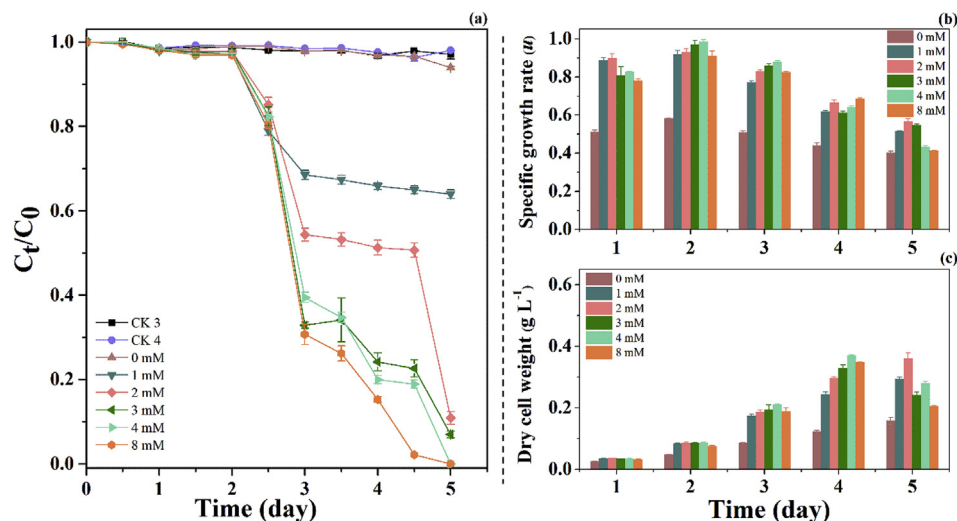 (a)
1.0
0.8
0.6
0.4
0.2
0.0
Ct/C0
CK 3
CK 4
0 mM
1 mM
2 mM
3 mM
4 mM
8 mM
0 1 2 3 4 5
Time (day)
(b)
Specific growth rate (u)
1.0
0.8
0.6
0.4
0.2
0.0
0 mM
1 mM
2 mM
3 mM
4 mM
8 mM
1 2 3 4 5
(c)
Dry cell weight (g L⁻¹)
0.6
0.4
0.2
0.0
0 mM
1 mM
2 mM
3 mM
4 mM
8 mM
1 2 3 4 5
Time (day)